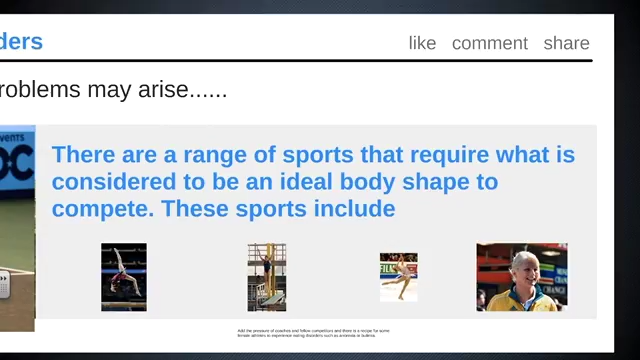 ders
like comment share
roblems may arise......
vents
OC
There are a range of sports that require what is
considered to be an ideal body shape to
compete. These sports include
Add the pressure of coaches and fellow competitors and there is a recipe for some
female athletes to experience eating disorders such as anorexia or bulimia.